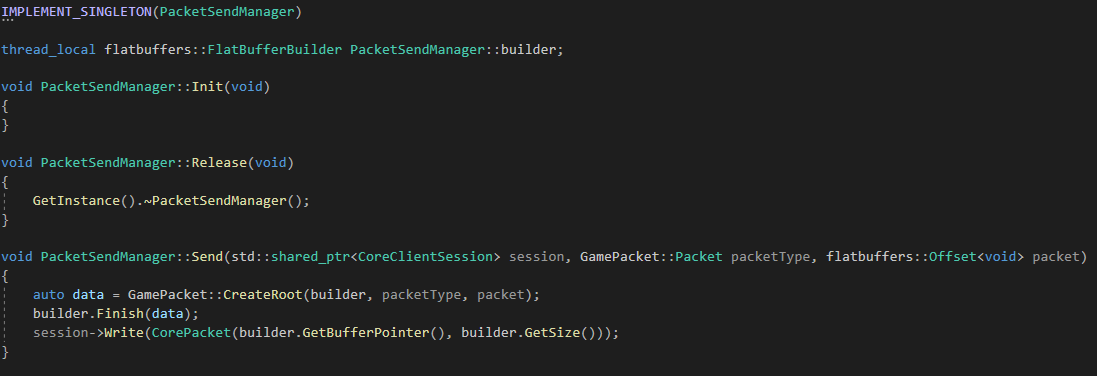 IMPLEMENT_SINGLETON(PacketSendManager)
thread_local flatbuffers::FlatBufferBuilder PacketSendManager::builder;
void PacketSendManager::Init(void)
{
}
void PacketSendManager::Release(void)
{
GetInstance().~PacketSendManager();
}
void PacketSendManager::Send(std::shared_ptr<CoreClientSession> session, GamePacket::Packet packetType, flatbuffers::Offset<void> packet)
{
auto data = GamePacket::CreateRoot(builder, packetType, packet);
builder.Finish(data);
session->Write(CorePacket(builder.GetBufferPointer(), builder.GetSize()));
}